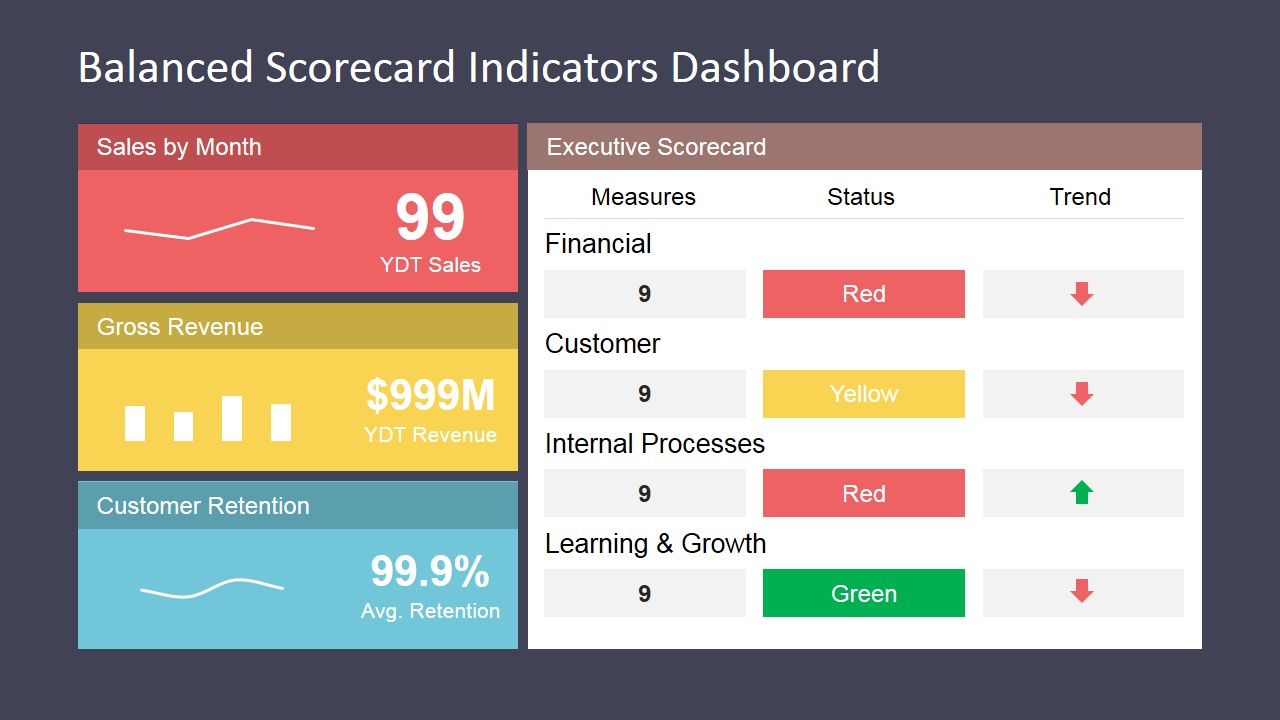 Balanced Scorecard Indicators Dashboard
Sales by Month
99
YDT Sales
Gross Revenue
$999M
YDT Revenue
Customer Retention
99.9%
Avg. Retention
Executive Scorecard
Measures Status Trend
Financial
9 Red
Customer
9 Yellow
Internal Processes
9 Red
Learning & Growth
9 Green